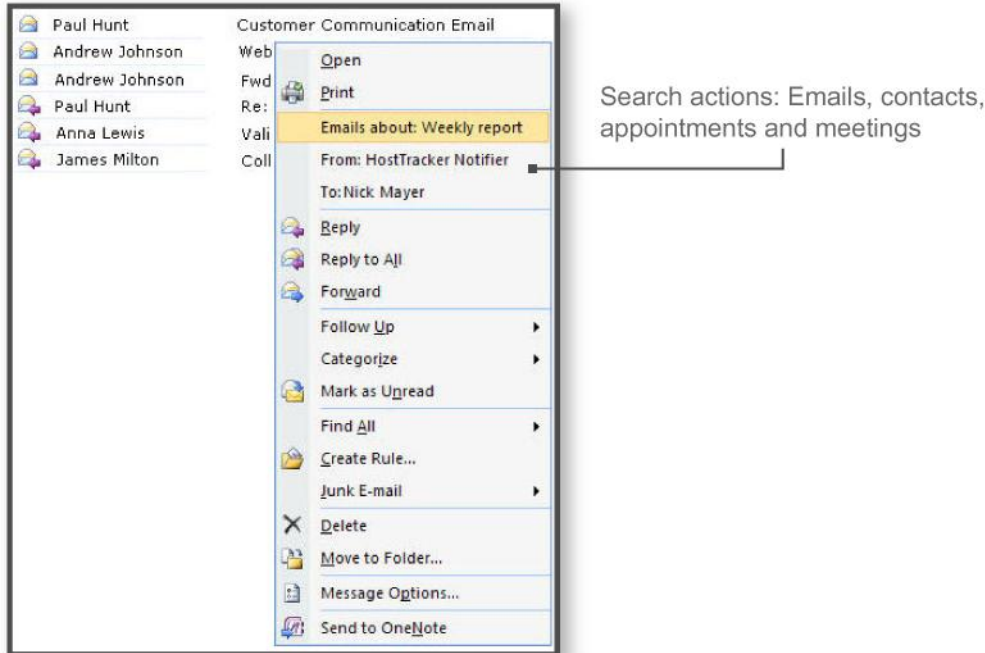 Paul Hunt Customer Communication Email
Andrew Johnson Web
Andrew Johnson Fwd
Paul Hunt Re:
Anna Lewis Vali
James Milton Coll
Open
Print
Emails about: Weekly report
From: HostTracker Notifier
To: Nick Mayer
Reply
Reply to All
Forward
Follow Up
Categorize
Mark as Unread
Find All
Create Rule...
Junk E-mail
Delete
Move to Folder...
Message Options...
Send to OneNote
Search actions: Emails, contacts,
appointments and meetings